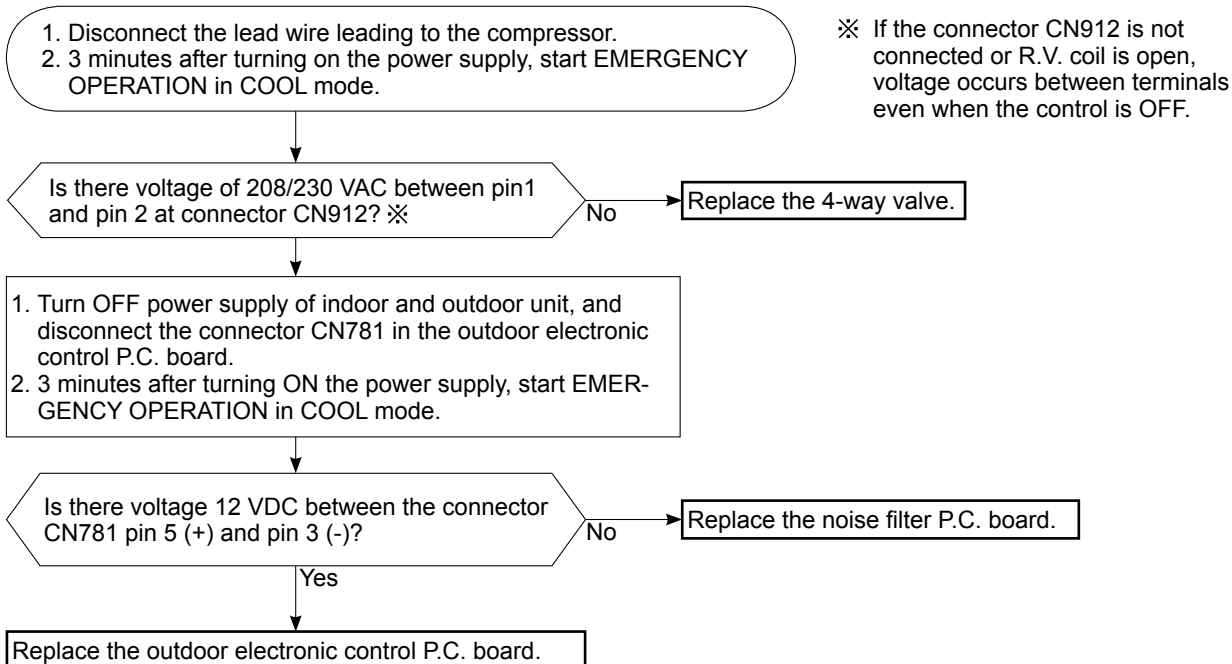 1. Disconnect the lead wire leading to the compressor.
2. 3 minutes after turning on the power supply, start EMERGENCY
OPERATION in COOL mode.
※ If the connector CN912 is not
connected or R.V. coil is open,
voltage occurs between terminals
even when the control is OFF.
Is there voltage of 208/230 VAC between pin1
and pin 2 at connector CN912? ※
No
Replace the 4-way valve.
1. Turn OFF power supply of indoor and outdoor unit, and
disconnect the connector CN781 in the outdoor electronic
control P.C. board.
2. 3 minutes after turning ON the power supply, start EMER-
GENCY OPERATION in COOL mode.
Is there voltage 12 VDC between the connector
CN781 pin 5 (+) and pin 3 (-)?
No
Replace the noise filter P.C. board.
Yes
Replace the outdoor electronic control P.C. board.